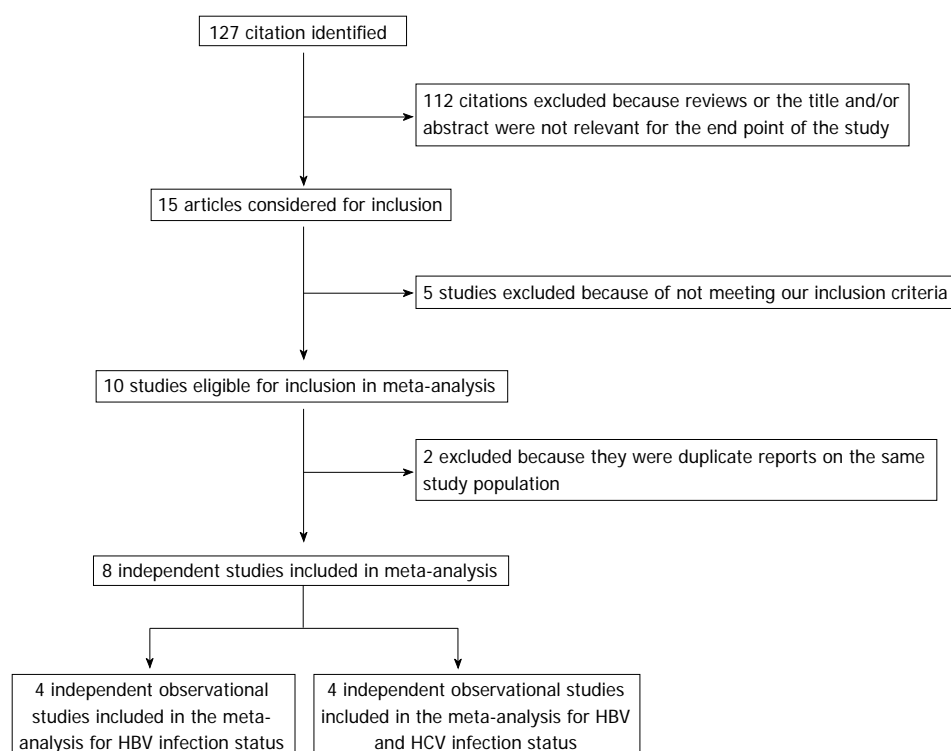 127 citation identified
112 citations excluded because reviews or the title and/or
abstract were not relevant for the end point of the study
15 articles considered for inclusion
5 studies excluded because of not meeting our inclusion criteria
10 studies eligible for inclusion in meta-analysis
2 excluded because they were duplicate reports on the same
study population
8 independent studies included in meta-analysis
4 independent observational
studies included in the meta-
analysis for HBV infection status
4 independent observational studies
included in the meta-analysis for HBV
and HCV infection status